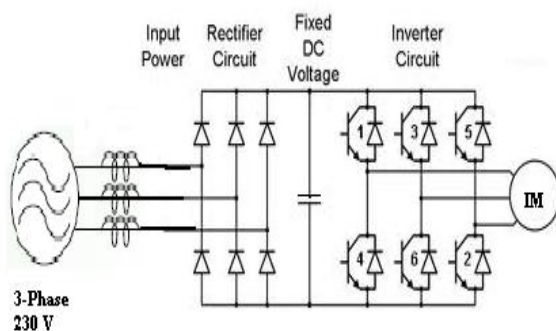 Input
Power
Rectifier
Circuit
Fixed
DC
Voltage
Inverter
Circuit
1
3
5
IM
4
6
2
3-Phase
230 V